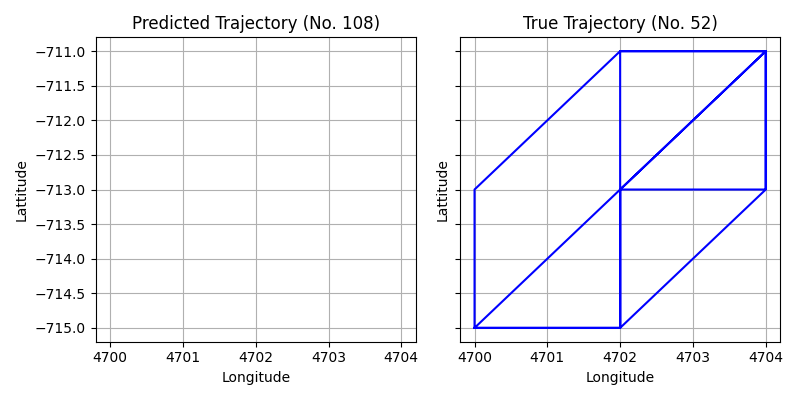 Predicted Trajectory (No. 108)
True Trajectory (No. 52)
−711.0
−711.5
−712.0
−712.5
−713.0
−713.5
−714.0
−714.5
−715.0
Lattitude
Lattitude
4700 4701 4702 4703 4704
4700 4701 4702 4703 4704
Longitude
Longitude